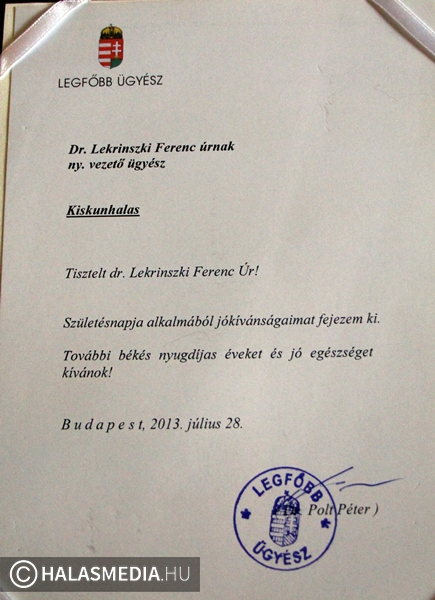 LEGFŐBB ÜGYÉSZ
Dr. Lekrinszki Ferenc úrnak
ny. vezető ügyész
Kiskunhalas
Tisztelt dr. Lekrinszki Ferenc Úr!
Születésnapja alkalmából jókívánságaimat fejezem ki.
További békés nyugdíjas éveket és jó egészséget
kívánok!
Budapest, 2013. július 28.
LEGFŐBB
Polt Péter )
ÜGYÉSZ
© HALASMEDIA.HU